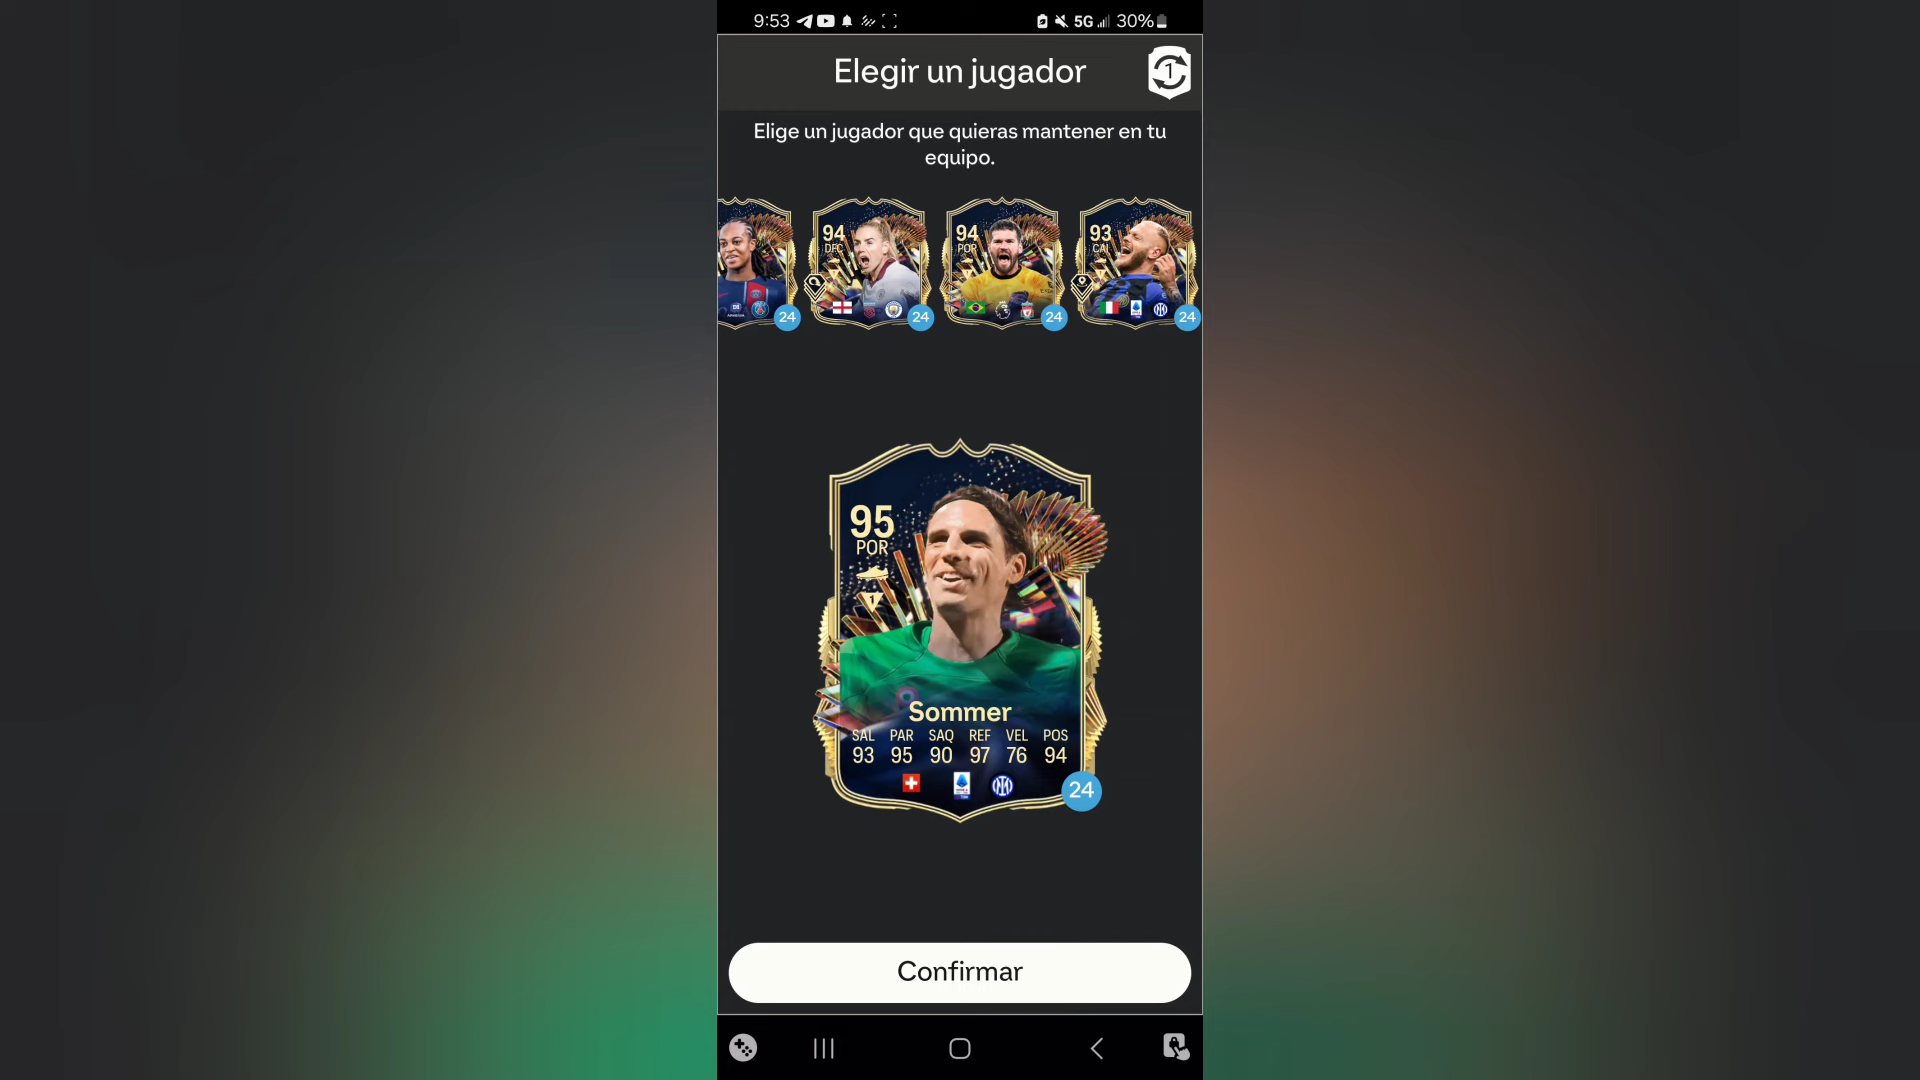 9:53
5G
30%
Elegir un jugador
1
Elige un jugador que quieras mantener en tu
equipo.
24
94
DFC
24
94
POR
24
93
CAI
24
95
POR
1
Sommer
SAL PAR SAQ REF VEL POS
93 95 90 97 76 94
24
Confirmar